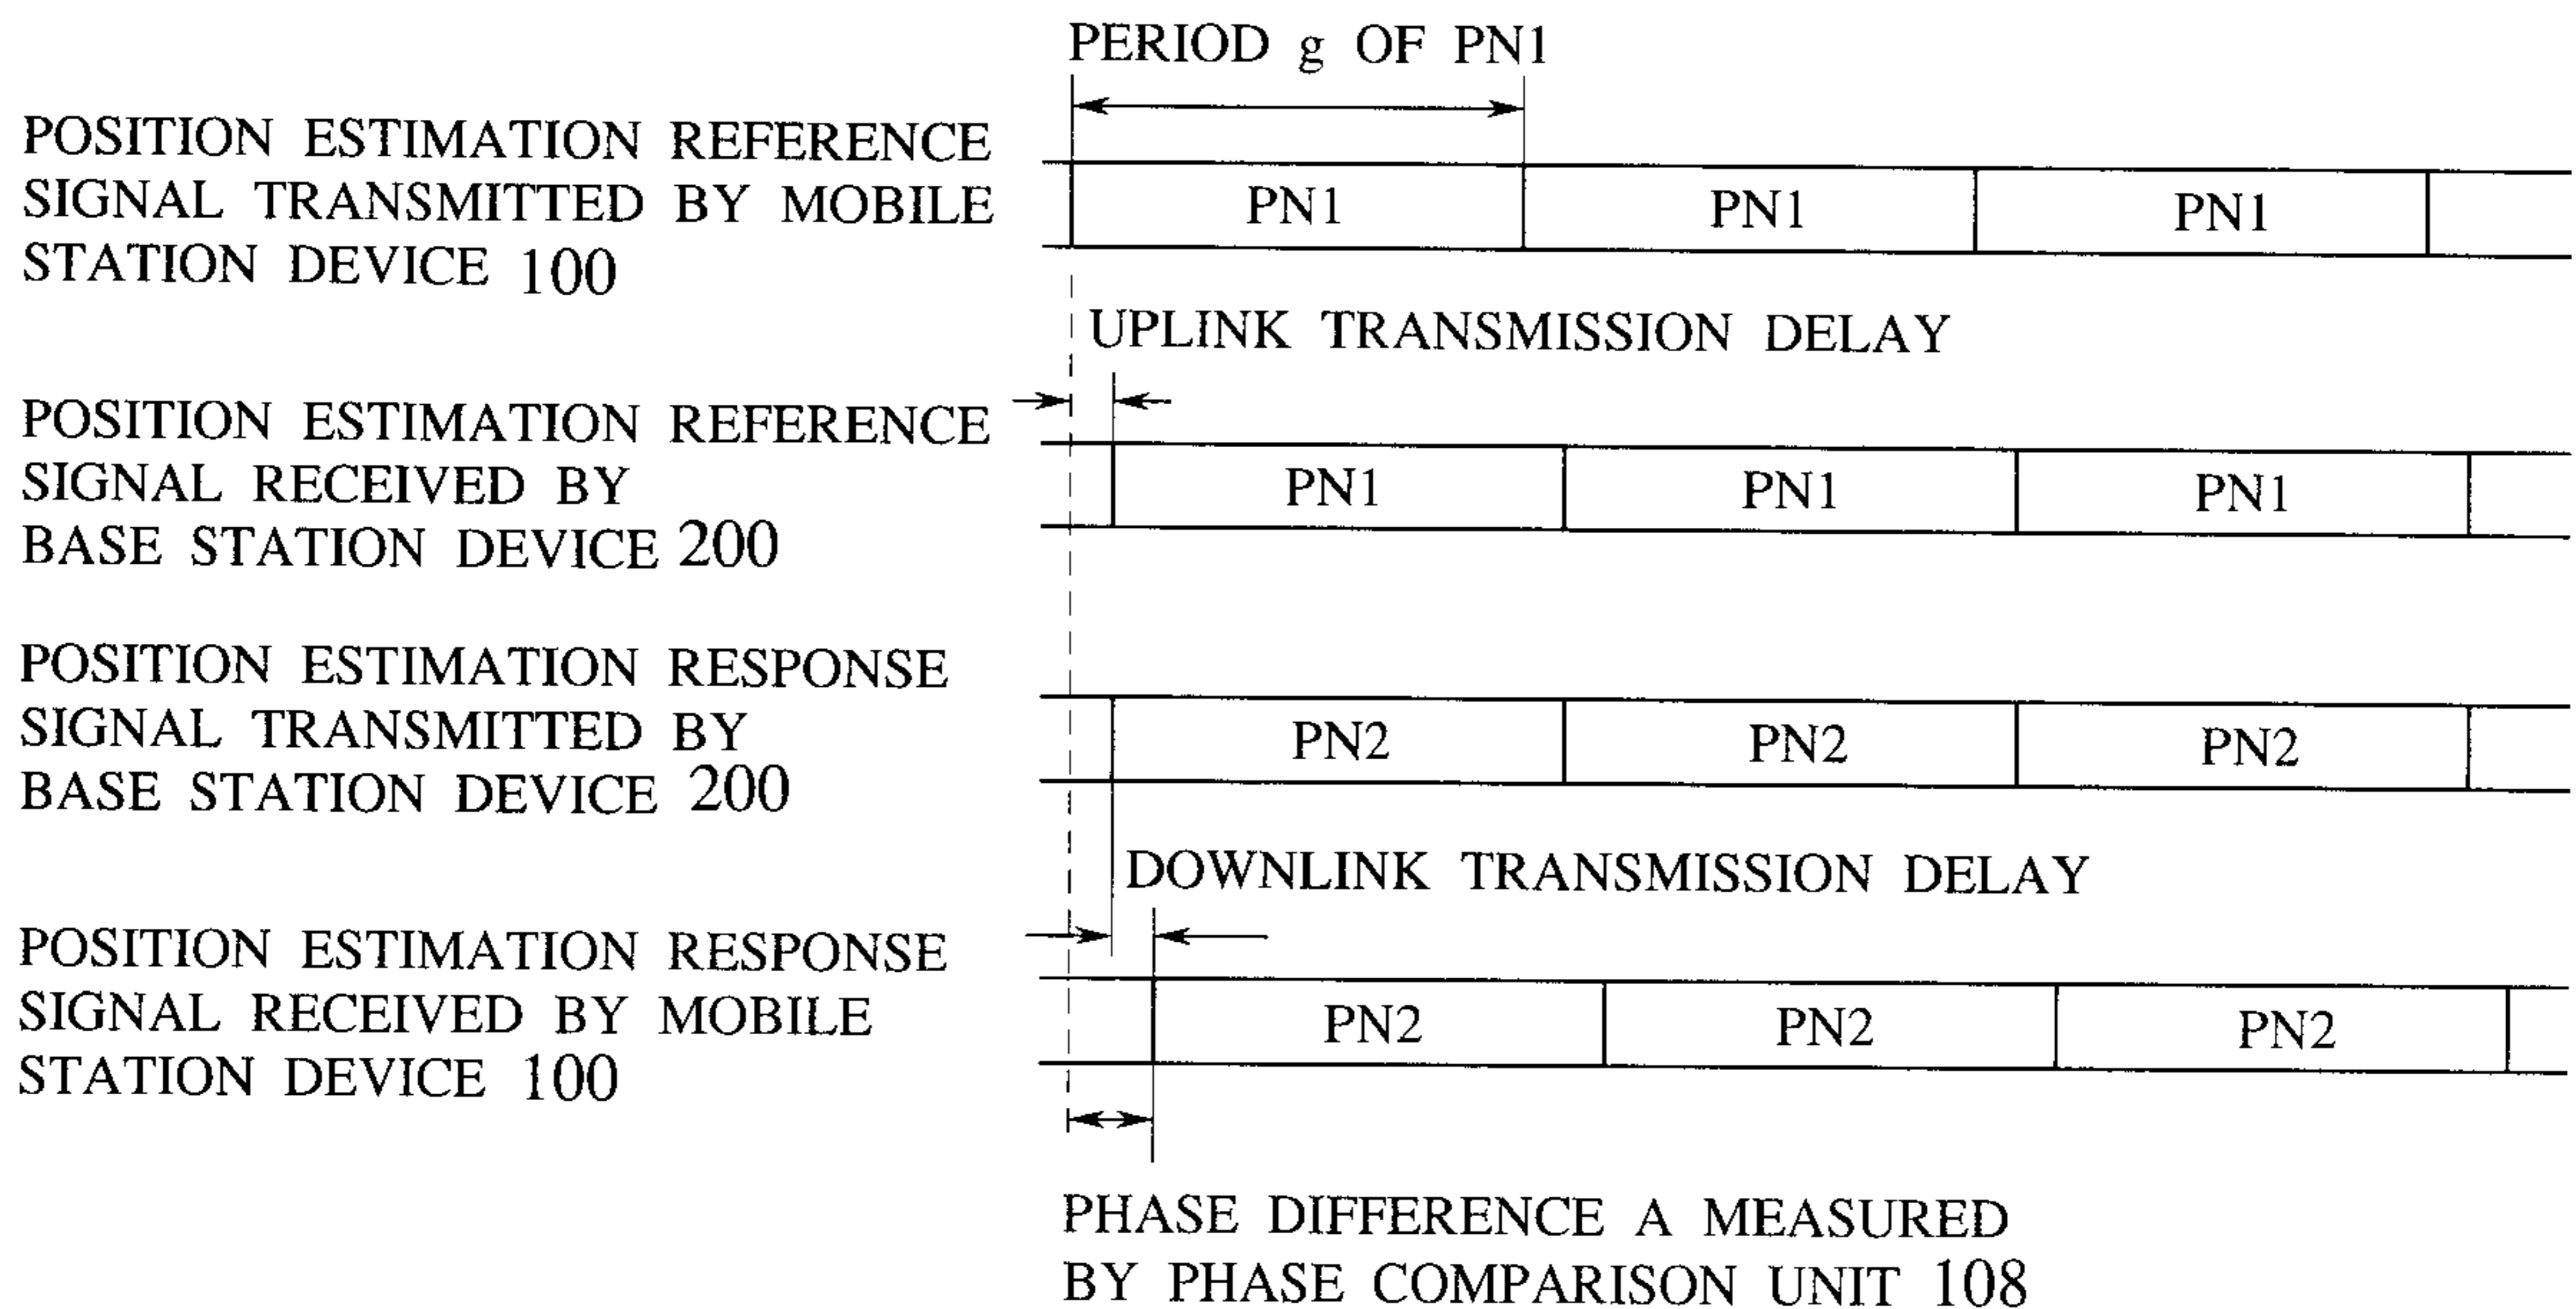 PERIOD g OF PN1
POSITION ESTIMATION REFERENCE
SIGNAL TRANSMITTED BY MOBILE
STATION DEVICE 100
PN1 PN1 PN1
UPLINK TRANSMISSION DELAY
POSITION ESTIMATION REFERENCE
SIGNAL RECEIVED BY
BASE STATION DEVICE 200
PN1 PN1 PN1
POSITION ESTIMATION RESPONSE
SIGNAL TRANSMITTED BY
BASE STATION DEVICE 200
PN2 PN2 PN2
DOWNLINK TRANSMISSION DELAY
POSITION ESTIMATION RESPONSE
SIGNAL RECEIVED BY MOBILE
STATION DEVICE 100
PN2 PN2 PN2
PHASE DIFFERENCE A MEASURED
BY PHASE COMPARISON UNIT 108